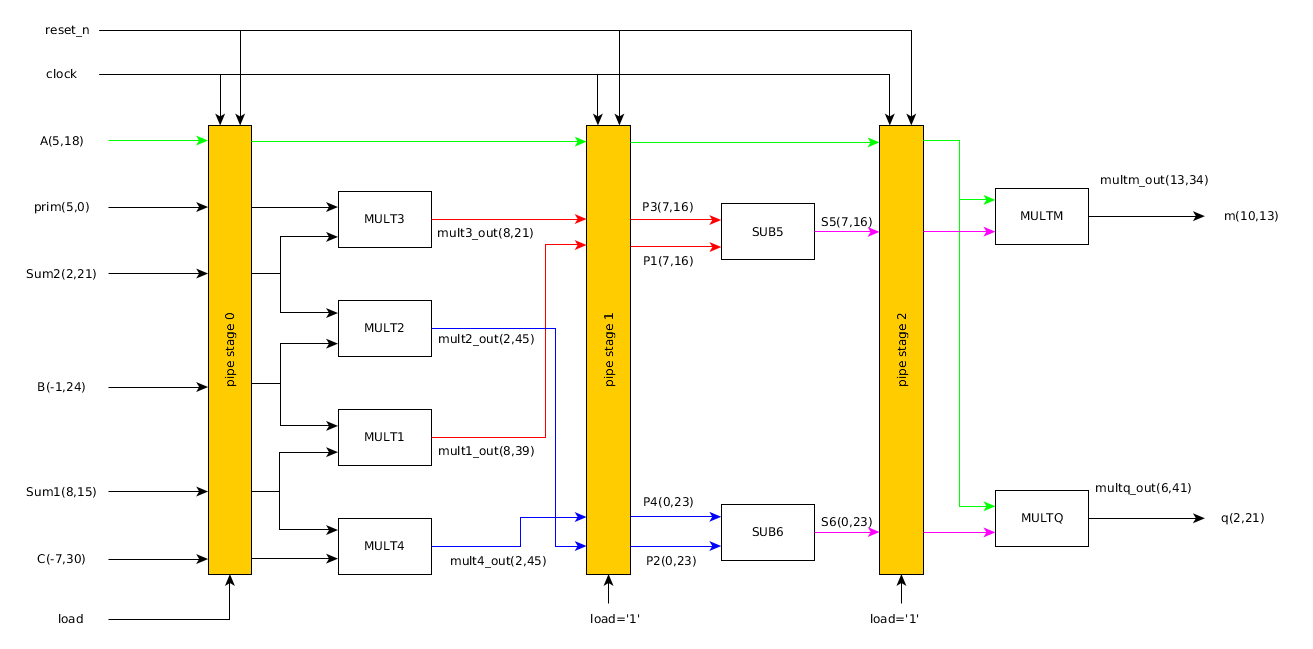 reset_n
clock
A(5,18)
prim(5,0)
Sum2(2,21)
B(-1,24)
Sum1(8,15)
C(-7,30)
load
pipe stage 0
MULT3
mult3_out(8,21)
MULT2
mult2_out(2,45)
MULT1
mult1_out(8,39)
MULT4
mult4_out(2,45)
pipe stage 1
load='1'
P3(7,16)
P1(7,16)
SUB5
S5(7,16)
P4(0,23)
P2(0,23)
SUB6
S6(0,23)
pipe stage 2
load='1'
multm_out(13,34)
MULTM
m(10,13)
multq_out(6,41)
MULTQ
q(2,21)